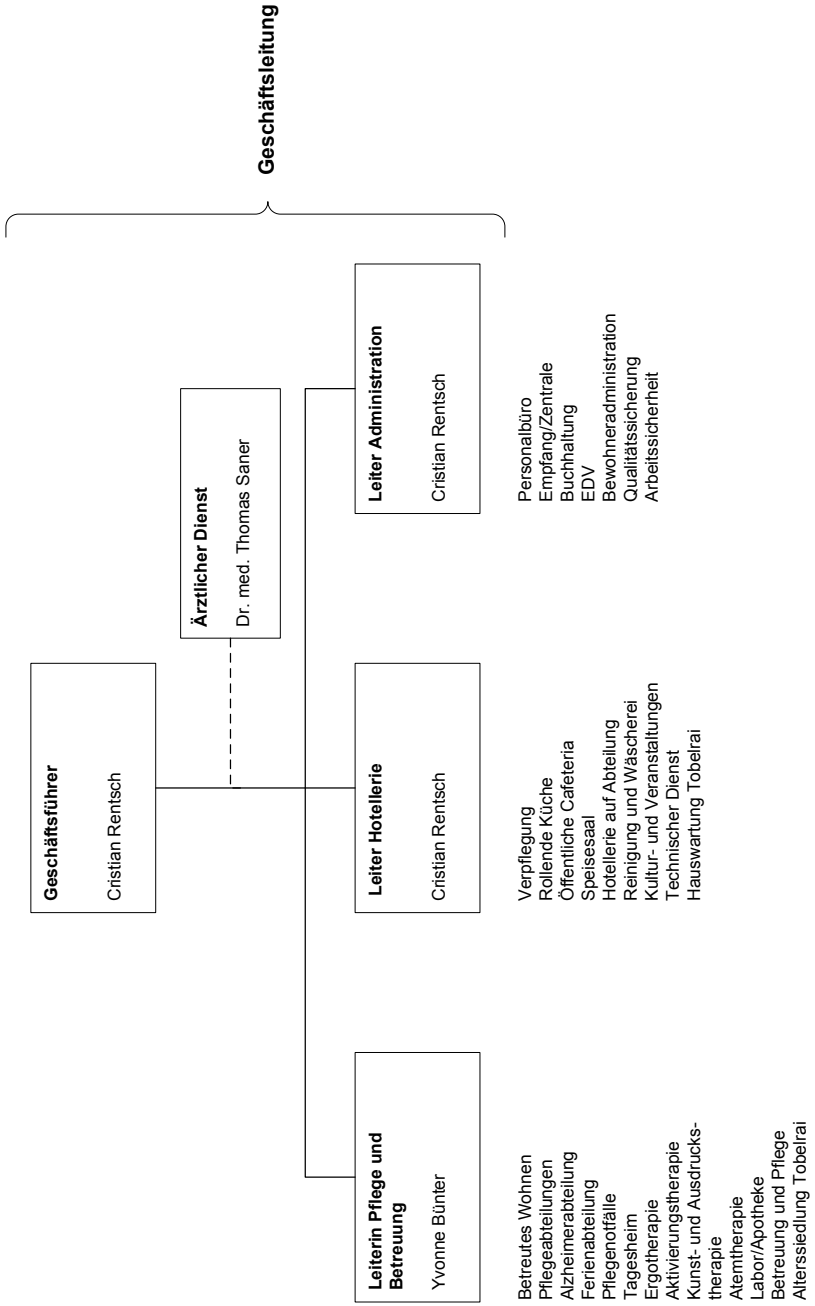 Geschäftsleitung
Geschäftsführer
Cristian Rentsch
Ärztlicher Dienst
Dr. med. Thomas Saner
Leiterin Pflege und
Betreuung
Yvonne Bünter
Leiter Hotellerie
Cristian Rentsch
Leiter Administration
Cristian Rentsch
Betreutes Wohnen
Pflegeabteilungen
Alzheimerabteilung
Ferienabteilung
Pflegenotfälle
Tagesheim
Ergotherapie
Aktivierungstherapie
Kunst- und Ausdrucks-
therapie
Atemtherapie
Labor/Apotheke
Betreuung und Pflege
Alterssiedlung Tobelrai
Verpflegung
Rollende Küche
Öffentliche Cafeteria
Speisesaal
Hotellerie auf Abteilung
Reinigung und Wäscherei
Kultur- und Veranstaltungen
Technischer Dienst
Hauswartung Tobelrai
Personalbüro
Empfang/Zentrale
Buchhaltung
EDV
Bewohneradministration
Qualitätssicherung
Arbeitssicherheit